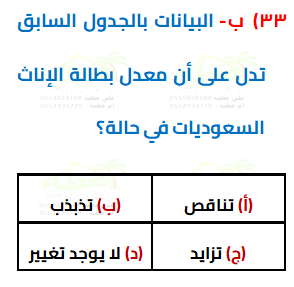 ٣٣) ب- البيانات بالجدول السابق
تدل على أن معدل بطالة الإناث
السعوديات في حالة؟
(أ) تناقص
(ب) تذبذب
(ج) تزايد
(د) لا يوجد تغيير